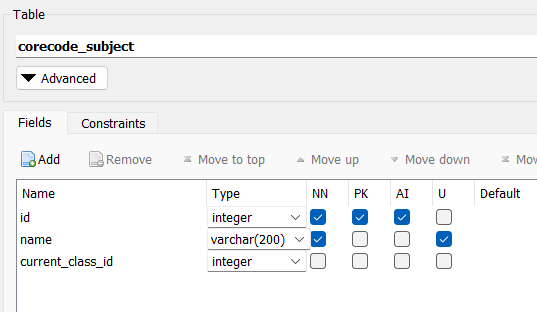 Table
corecode_subject
Advanced
Fields Constraints
Add Remove Move to top Move up Move down Mov
Name Type NN PK AI U Default
id integer
name varchar(200)
current_class_id integer